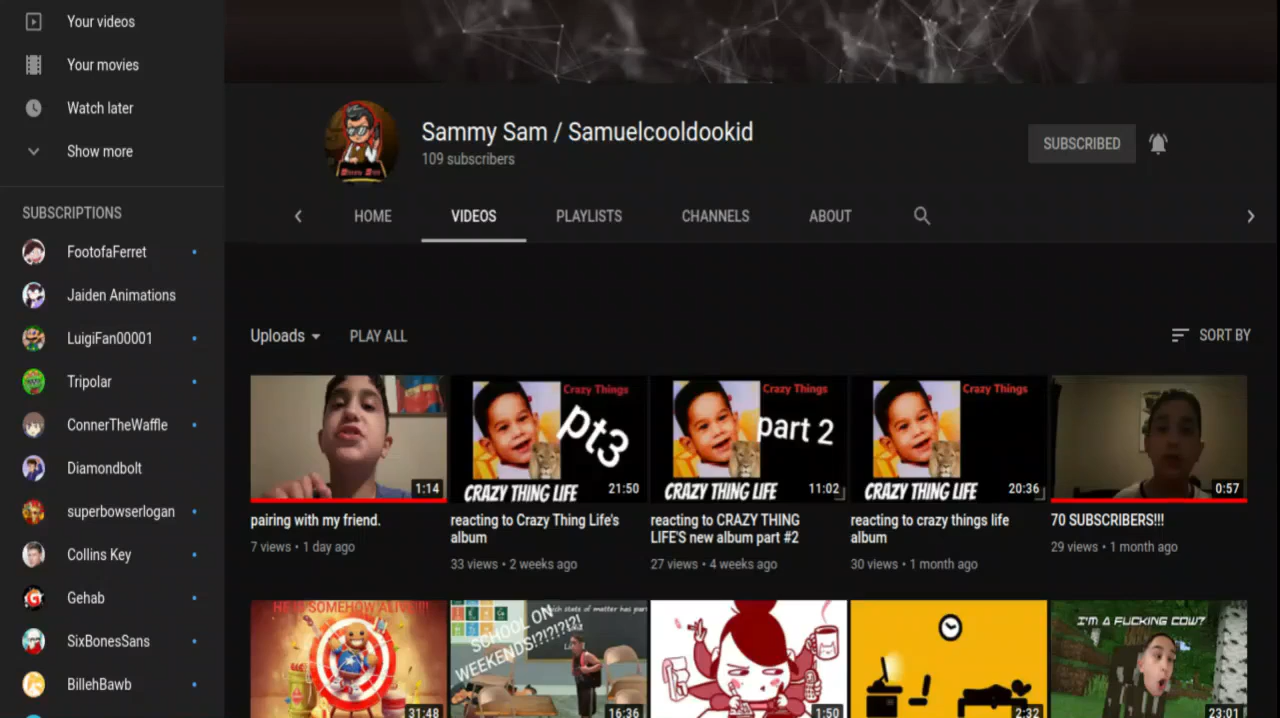 Your videos
Your movies
Watch later
Show more
SUBSCRIPTIONS
FootofaFerret
Jaiden Animations
LuigiFan00001
Tripolar
ConnerTheWaffle
Diamondbolt
superbowserlogan
Collins Key
Gehab
SixBonesSans
BillehBawb
Sammy Sam / Samuelcooldookid
109 subscribers
SUBSCRIBED
HOME
VIDEOS
PLAYLISTS
CHANNELS
ABOUT
Uploads
PLAY ALL
SORT BY
1:14
pairing with my friend.
7 views • 1 day ago
Crazy Things
pt3
CRAZY THING LIFE
21:50
reacting to Crazy Thing Life's
album
33 views • 2 weeks ago
Crazy Things
part 2
CRAZY THING LIFE
11:02
reacting to CRAZY THING
LIFE'S new album part #2
27 views • 4 weeks ago
Crazy Things
CRAZY THING LIFE
20:36
reacting to crazy things life
album
30 views • 1 month ago
0:57
70 SUBSCRIBERS!!!
29 views • 1 month ago
31:48
SCHOOL ON
WEEKENDS!?!?!?!
16:36
1:50
2:32
I'M A FUCKING COW?
23:01